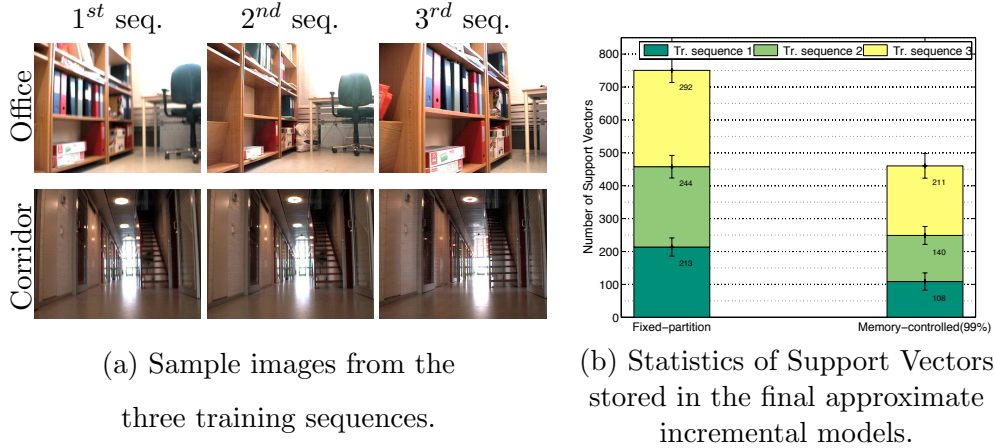 1st seq. 2nd seq. 3rd seq.
Office
Corridor
(a) Sample images from the
three training sequences.
Tr. sequence 1 Tr. sequence 2 Tr. sequence 3
Number of Support Vectors
800
700
600
500
400
300
200
100
0
292
244
213
211
140
108
Fixed−partition Memory−controlled(99%)
(b) Statistics of Support Vectors
stored in the final approximate
incremental models.